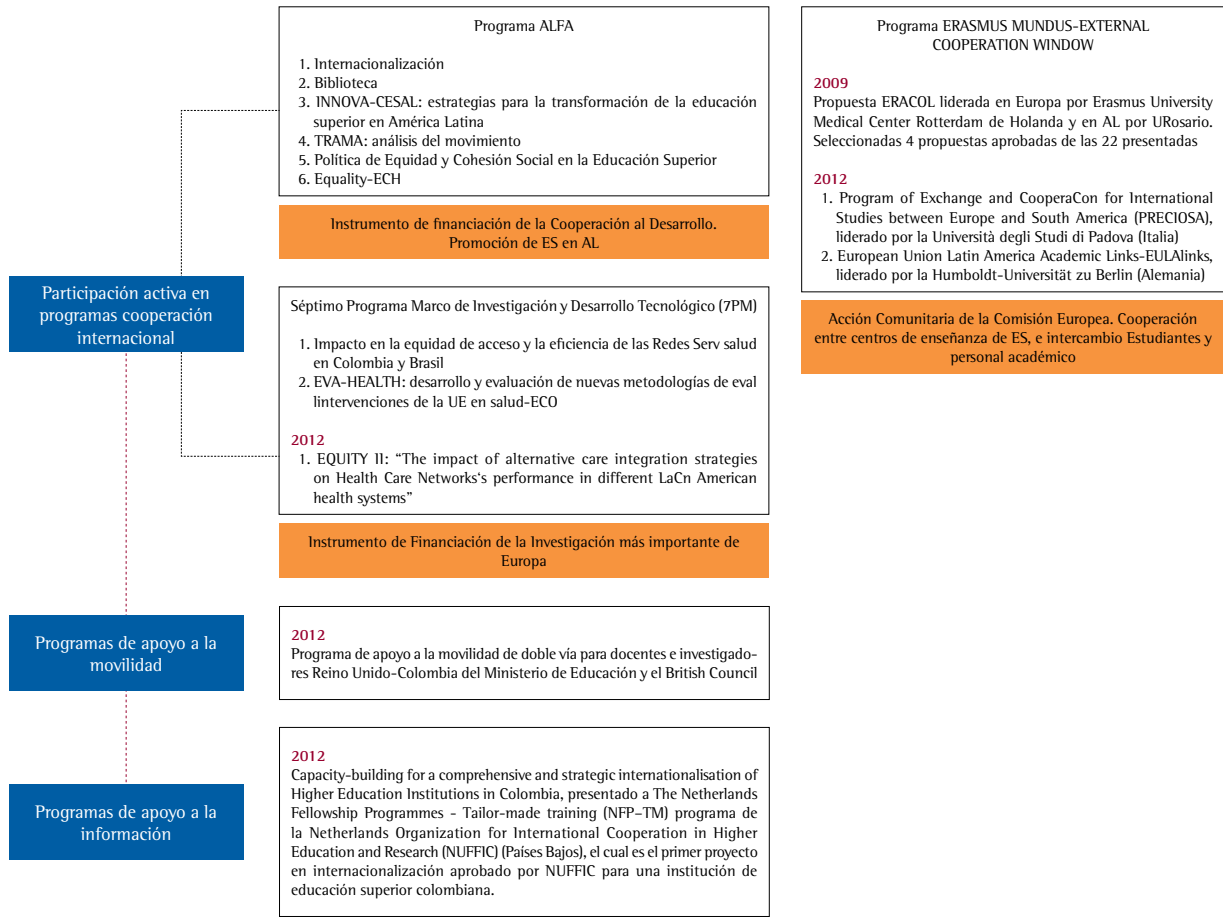 Programa ALFA
1. Internacionalización
2. Biblioteca
3. INNOVA-CESAL: estrategias para la transformación de la educación
superior en América Latina
4. TRAMA: análisis del movimiento
5. Política de Equidad y Cohesión Social en la Educación Superior
6. Equality-ECH
Instrumento de financiación de la Cooperación al Desarrollo.
Promoción de ES en AL
Programa ERASMUS MUNDUS-EXTERNAL
COOPERATION WINDOW
2009
Propuesta ERACOL liderada en Europa por Erasmus University
Medical Center Rotterdam de Holanda y en AL por URosario.
Seleccionadas 4 propuestas aprobadas de las 22 presentadas
2012
1. Program of Exchange and CooperaCon for International
Studies between Europe and South America (PRECIOSA),
liderado por la Università degli Studi di Padova (Italia)
2. European Union Latin America Academic Links-EULAlinks,
liderado por la Humboldt-Universität zu Berlin (Alemania)
Acción Comunitaria de la Comisión Europea. Cooperación
entre centros de enseñanza de ES, e intercambio Estudiantes y
personal académico
Participación activa en
programas cooperación
internacional
Séptimo Programa Marco de Investigación y Desarrollo Tecnológico (7PM)
1. Impacto en la equidad de acceso y la eficiencia de las Redes Serv salud
en Colombia y Brasil
2. EVA-HEALTH: desarrollo y evaluación de nuevas metodologías de eval
lintervenciones de la UE en salud-ECO
2012
1. EQUITY II: “The impact of alternative care integration strategies
on Health Care Networks‘s performance in different LaCn American
health systems”
Instrumento de Financiación de la Investigación más importante de
Europa
Programas de apoyo a la
movilidad
2012
Programa de apoyo a la movilidad de doble vía para docentes e investigado-
res Reino Unido-Colombia del Ministerio de Educación y el British Council
Programas de apoyo a la
información
2012
Capacity-building for a comprehensive and strategic internationalisation of
Higher Education Institutions in Colombia, presentado a The Netherlands
Fellowship Programmes - Tailor-made training (NFP–TM) programa de
la Netherlands Organization for International Cooperation in Higher
Education and Research (NUFFIC) (Países Bajos), el cual es el primer proyecto
en internacionalización aprobado por NUFFIC para una institución de
educación superior colombiana.